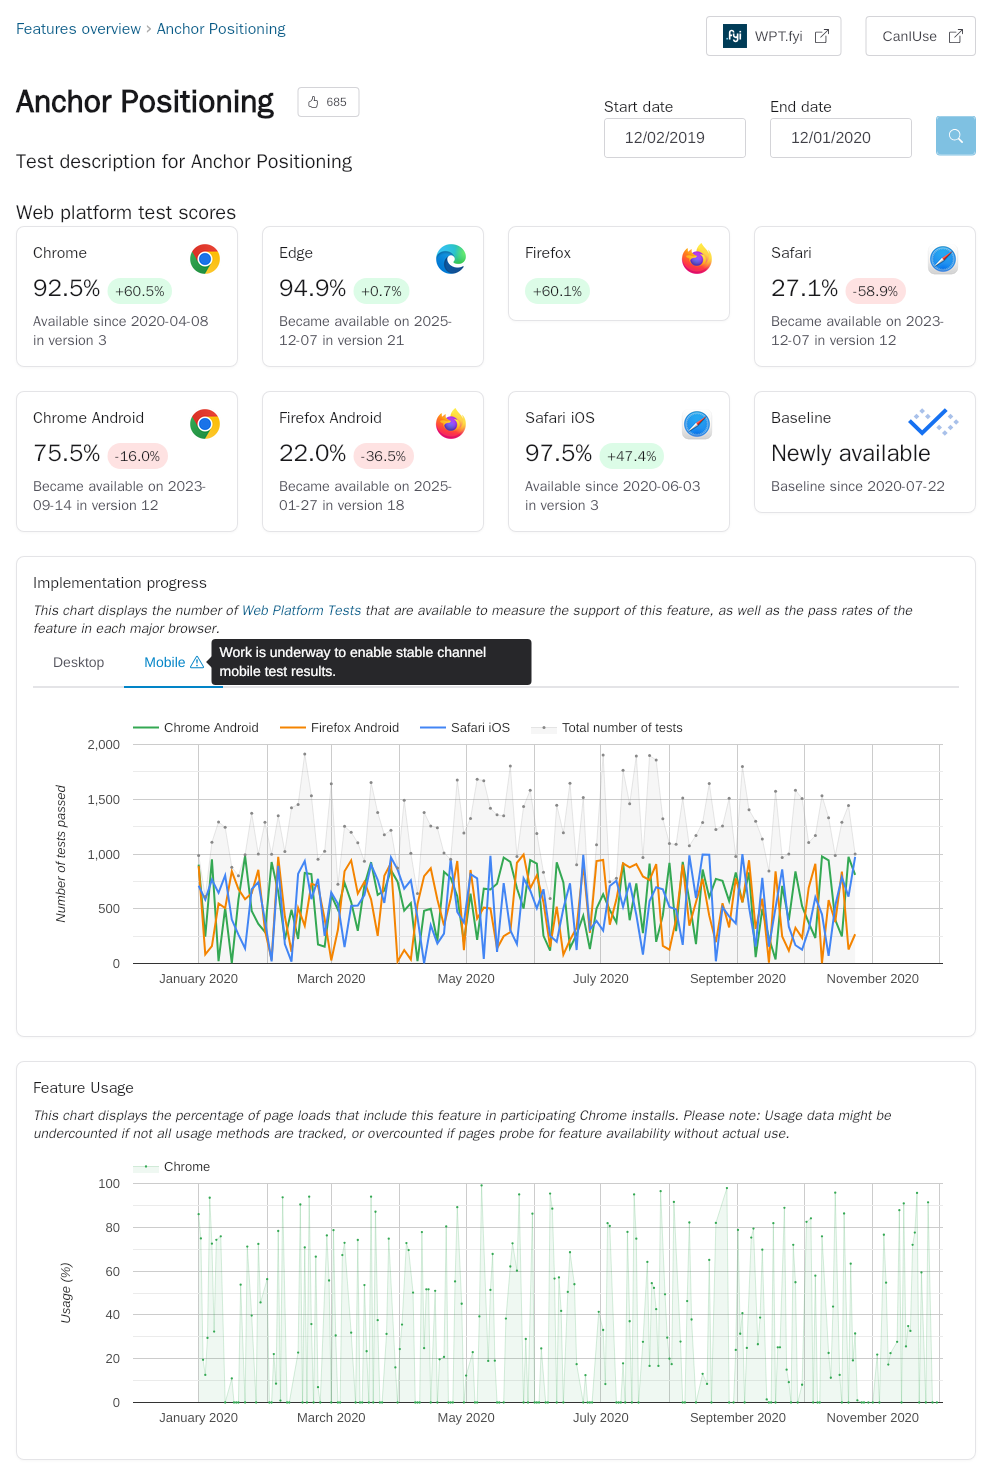 Features overview › Anchor Positioning
.fyi WPT.fyi
CanIUse
Anchor Positioning
685
Start date
End date
12/02/2019
12/01/2020
Test description for Anchor Positioning
Web platform test scores
Chrome
92.5% +60.5%
Available since 2020-04-08
in version 3
Edge
94.9% +0.7%
Became available on 2025-
12-07 in version 21
Firefox
+60.1%
Safari
27.1% -58.9%
Became available on 2023-
12-07 in version 12
Chrome Android
75.5% -16.0%
Became available on 2023-
09-14 in version 12
Firefox Android
22.0% -36.5%
Became available on 2025-
01-27 in version 18
Safari iOS
97.5% +47.4%
Available since 2020-06-03
in version 3
Baseline
Newly available
Baseline since 2020-07-22
Implementation progress
This chart displays the number of Web Platform Tests that are available to measure the support of this feature, as well as the pass rates of the
feature in each major browser.
Desktop
Mobile
Work is underway to enable stable channel
mobile test results.
Chrome Android
Firefox Android
Safari iOS
Total number of tests
Number of tests passed
2,000
1,500
1,000
500
0
January 2020
March 2020
May 2020
July 2020
September 2020
November 2020
Feature Usage
This chart displays the percentage of page loads that include this feature in participating Chrome installs. Please note: Usage data might be
undercounted if not all usage methods are tracked, or overcounted if pages probe for feature availability without actual use.
Chrome
Usage (%)
100
80
60
40
20
0
January 2020
March 2020
May 2020
July 2020
September 2020
November 2020